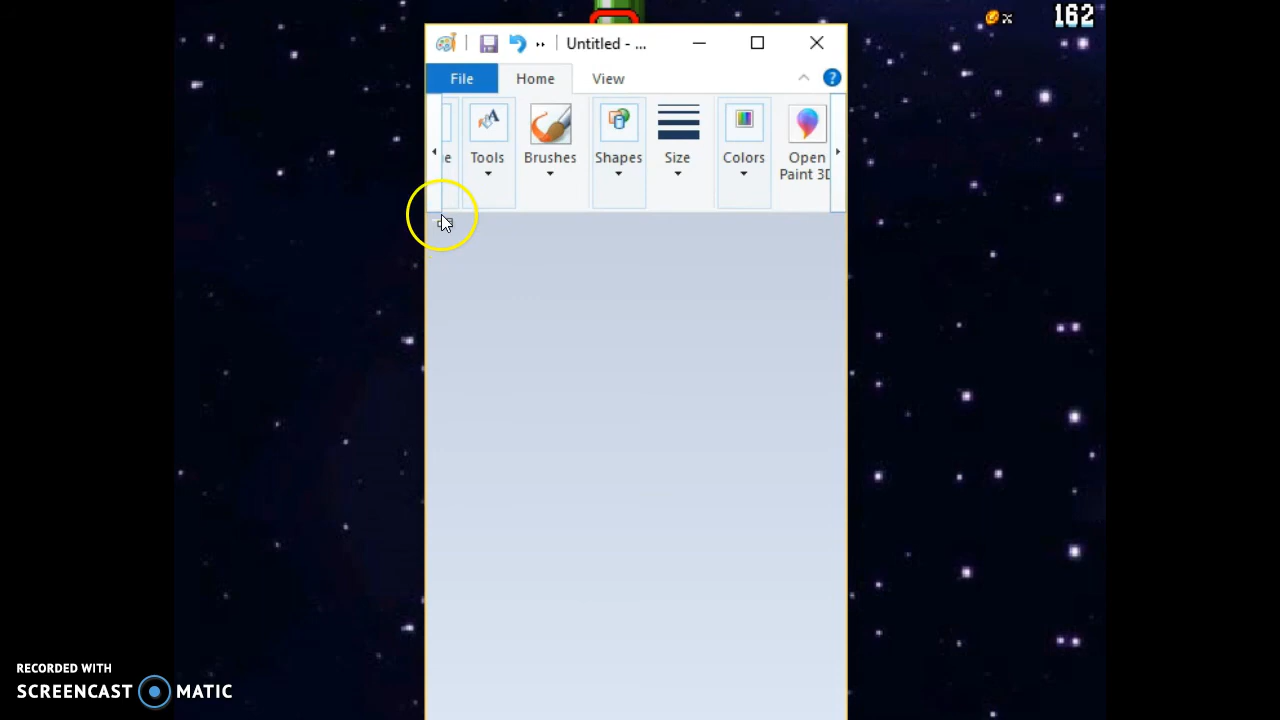 162
Untitled - ...
File Home View
e Tools Brushes Shapes Size Colors Open
Paint 3D
RECORDED WITH
SCREENCAST MATIC